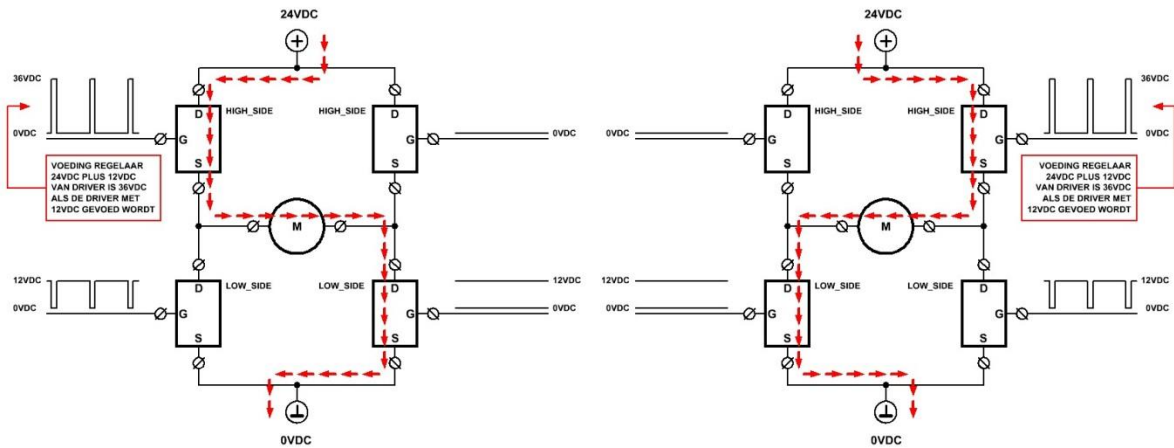 24VDC
24VDC
36VDC
D
HIGH_SIDE
HIGH_SIDE
D
D
HIGH_SIDE
HIGH_SIDE
D
36VDC
0VDC
G
G
0VDC
0VDC
G
G
0VDC
S
S
S
S
VOEDING REGELAAR
24VDC PLUS 12VDC
VAN DRIVER IS 36VDC
ALS DE DRIVER MET
12VDC GEVOED WORDT
VOEDING REGELAAR
24VDC PLUS 12VDC
VAN DRIVER IS 36VDC
ALS DE DRIVER MET
12VDC GEVOED WORDT
M
M
12VDC
D
LOW_SIDE
LOW_SIDE
D
12VDC
12VDC
D
LOW_SIDE
LOW_SIDE
D
12VDC
0VDC
G
G
0VDC
0VDC
G
G
0VDC
S
S
S
S
0VDC
0VDC